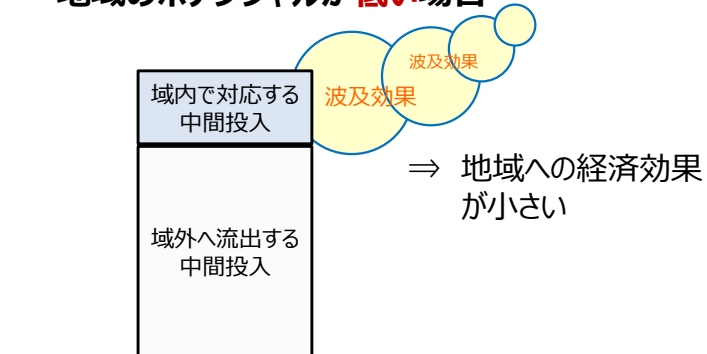 地域のポテンシャルが低い場合
波及効果
波及効果
域内で対応する
中間投入
⇒ 地域への経済効果
が小さい
域外へ流出する
中間投入